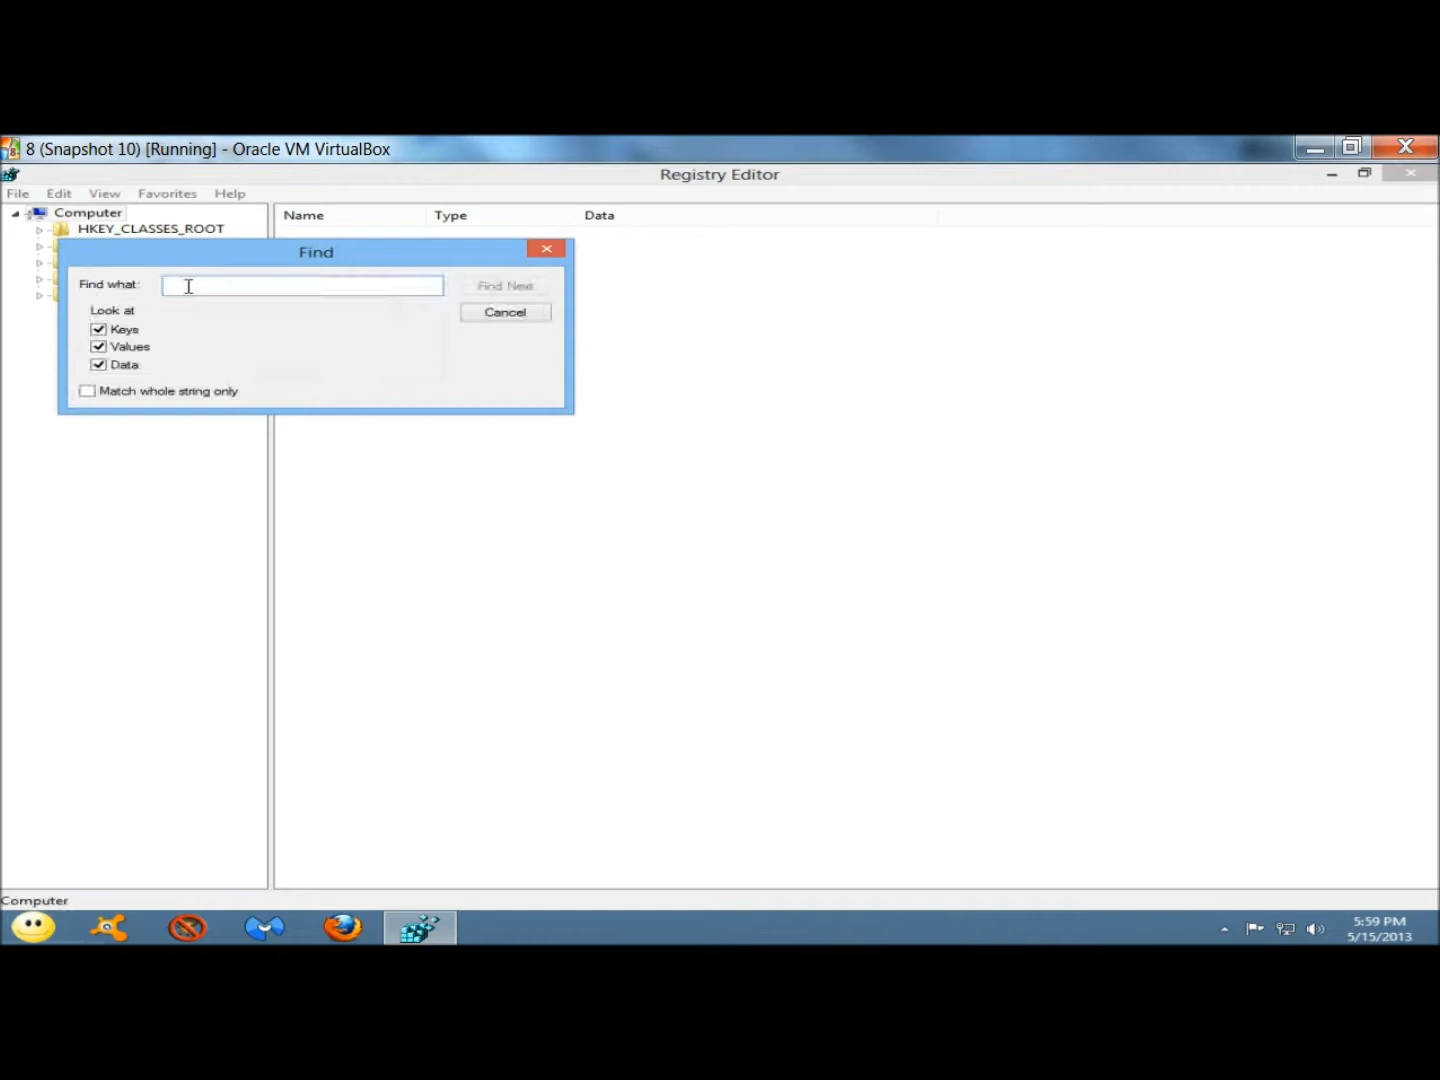 8 (Snapshot 10) [Running] - Oracle VM VirtualBox
Registry Editor
File Edit View Favorites Help
Computer
Name Type Data
HKEY_CLASSES_ROOT
Find
Find what:
Find Next
Look at
Cancel
Keys
Values
Data
Match whole string only
Computer
5:59 PM
5/15/2013